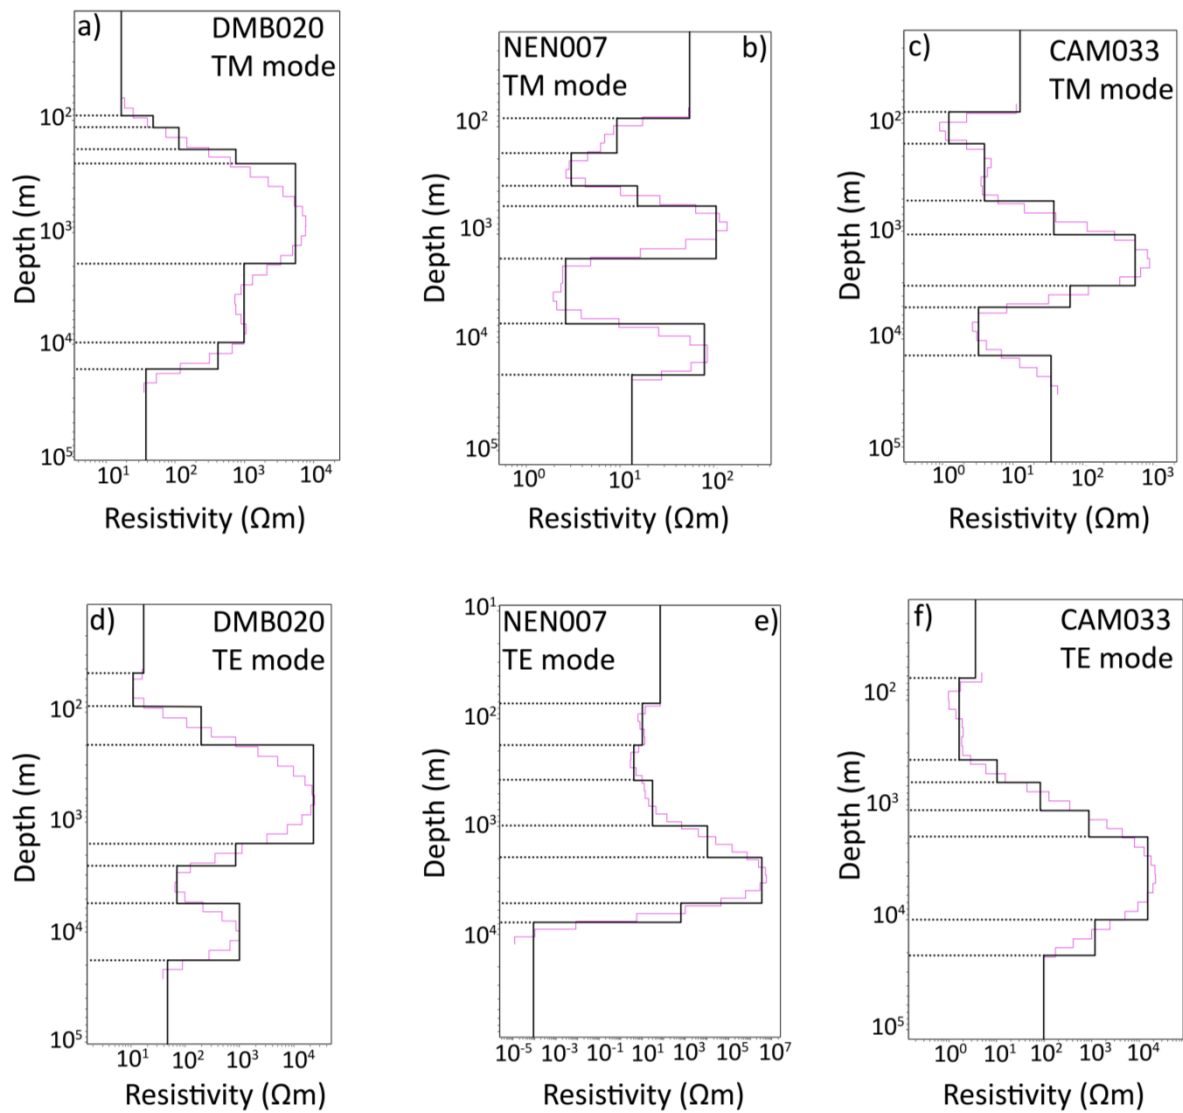 a) DMB020
TM mode
10²
10³
10⁴
10⁵
Depth (m)
10¹ 10² 10³ 10⁴
Resistivity (Ωm)
NEN007 b)
TM mode
10²
10³
10⁴
10⁵
Depth (m)
10⁰ 10¹ 10²
Resistivity (Ωm)
c) CAM033
TM mode
10²
10³
10⁴
10⁵
Depth (m)
10⁰ 10¹ 10² 10³
Resistivity (Ωm)
d) DMB020
TE mode
10²
10³
10⁴
10⁵
Depth (m)
10¹ 10² 10³ 10⁴
Resistivity (Ωm)
NEN007 e)
TE mode
10¹
10²
10³
10⁴
Depth (m)
10⁻⁵ 10⁻³ 10⁻¹ 10¹ 10³ 10⁵ 10⁷
Resistivity (Ωm)
f) CAM033
TE mode
10²
10³
10⁴
10⁵
Depth (m)
10⁰ 10¹ 10² 10³ 10⁴
Resistivity (Ωm)